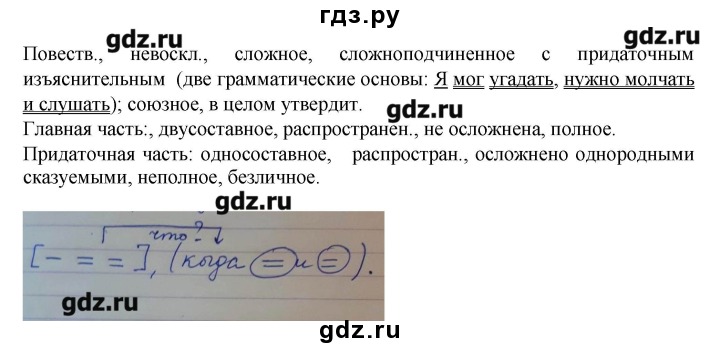 гдз.ру
gdz.ru gdz.ru
Повеств., невоскл., сложное, сложноподчиненное с придаточным
изъяснительным (две грамматические основы: Я мог угадать, нужно молчать
и слушать); союзное, в целом утвердит.
gdz.ru
Главная часть:, двусоставное, распространен., не осложнена, полное.
Придаточная часть: односоставное, распростран., осложнено однородными
сказуемыми, неполное, безличное.
gdz.ru
что?
[- = =], (когда = и =).
gdz.ru
gdz.ru